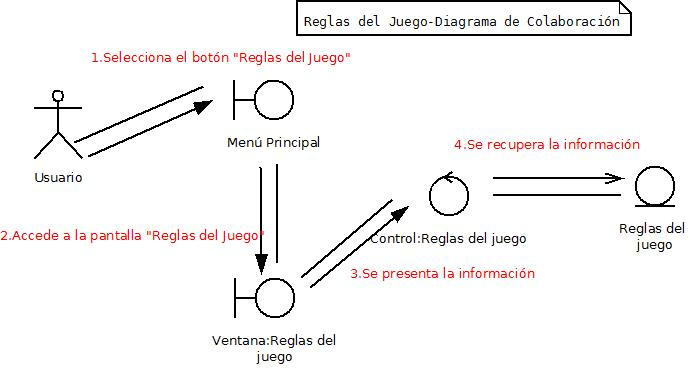 Reglas del Juego-Diagrama de Colaboración
1.Selecciona el botón "Reglas del Juego"
Menú Principal
Usuario
4.Se recupera la información
2.Accede a la pantalla "Reglas del Juego"
Control:Reglas del juego
Reglas del
juego
3.Se presenta la información
Ventana:Reglas del
juego